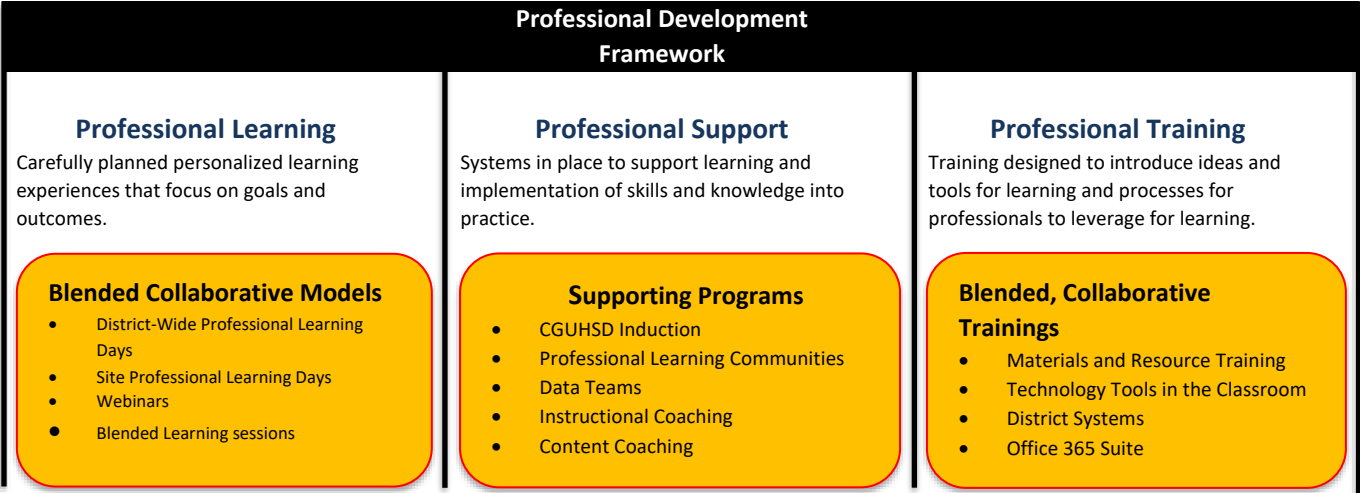 Professional Development
Framework
Professional Learning
Carefully planned personalized learning
experiences that focus on goals and
outcomes.
Blended Collaborative Models
• District-Wide Professional Learning
Days
• Site Professional Learning Days
• Webinars
• Blended Learning sessions
Professional Support
Systems in place to support learning and
implementation of skills and knowledge into
practice.
Supporting Programs
• CGUHSD Induction
• Professional Learning Communities
• Data Teams
• Instructional Coaching
• Content Coaching
Professional Training
Training designed to introduce ideas and
tools for learning and processes for
professionals to leverage for learning.
Blended, Collaborative
Trainings
• Materials and Resource Training
• Technology Tools in the Classroom
• District Systems
• Office 365 Suite